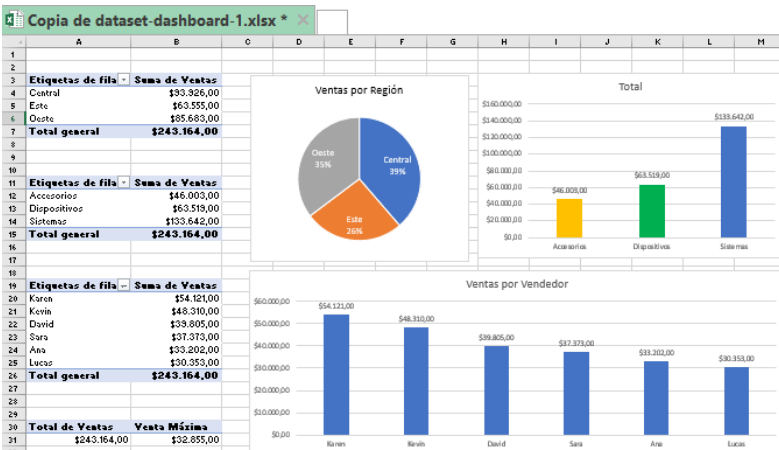 Copia de dataset-dashboard-1.xlsx *
A B C D E F G H I J K L M
1
2
3 Etiquetas de fila Suma de Ventas
4 Central $93.926,00
5 Este $63.555,00
6 Oeste $85.683,00
7 Total general $243.164,00
8
9
10
11 Etiquetas de fila Suma de Ventas
12 Accesorios $46.003,00
13 Dispositivos $63.519,00
14 Sistemas $133.642,00
15 Total general $243.164,00
16
17
18
19 Etiquetas de fila Suma de Ventas
20 Karen $54.121,00
21 Kevin $48.310,00
22 David $39.805,00
23 Sara $37.373,00
24 Ana $33.202,00
25 Lucas $30.353,00
26 Total general $243.164,00
27
28
29
30 Total de Ventas Venta Máxima
31 $243.164,00 $32.855,00
Ventas por Región
Oeste
35%
Central
39%
Este
26%
Total
$160.000,00
$140.000,00
$120.000,00
$100.000,00
$80.000,00
$60.000,00
$40.000,00
$20.000,00
$0,00
$46.003,00
$63.519,00
$133.642,00
Accesorios Dispositivos Sistemas
Ventas por Vendedor
$60.000,00
$50.000,00
$40.000,00
$30.000,00
$20.000,00
$10.000,00
$0,00
$54.121,00
$48.310,00
$39.805,00
$37.373,00
$33.202,00
$30.353,00
Karen Kevin David Sara Ana Lucas